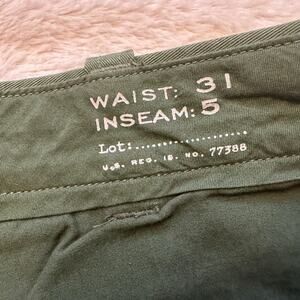 WAIST: 31
INSEAM: 5
Lot:......................
U.S. REG. IS. NO. 77388